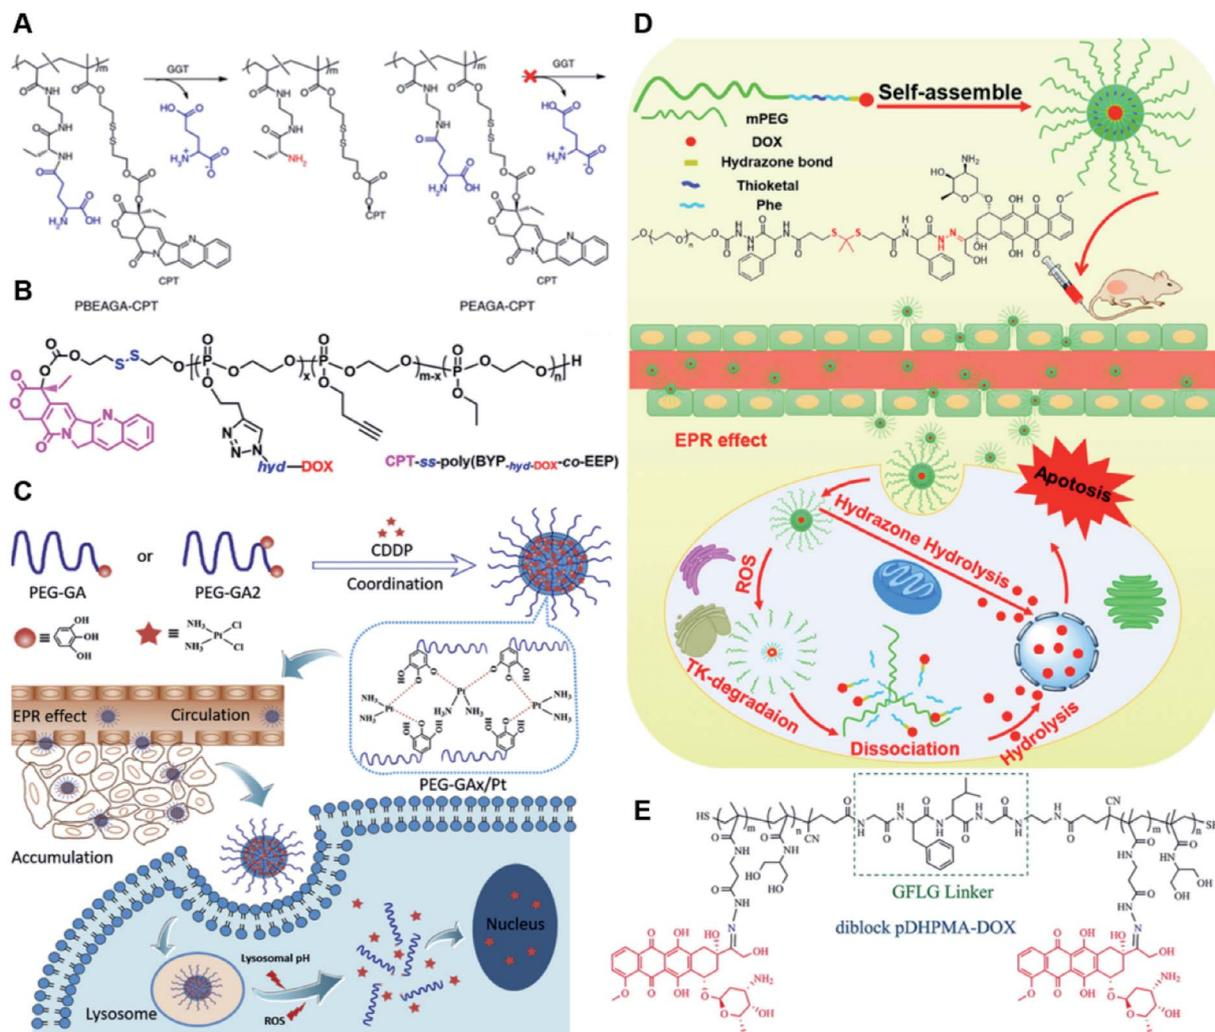 A
GGT
GGT
CPT
CPT
CPT
PBEAGA-CPT
PEAGA-CPT
B
hyd—DOX
CPT-ss-poly(BYP-hyd-DOX-co-EEP)
C
PEG-GA
or
PEG-GA2
CDDP
Coordination
EPR effect
Circulation
PEG-GAx/Pt
Accumulation
Lysosome
Lysosomal pH
ROS
Nucleus
D
mPEG
Self-assemble
DOX
Hydrazone bond
Thioketal
Phe
EPR effect
Apotosis
Hydrazone Hydrolysis
ROS
TK-degradaion
Dissociation
Hydrolysis
E
GFLG Linker
diblock pDHPMA-DOX